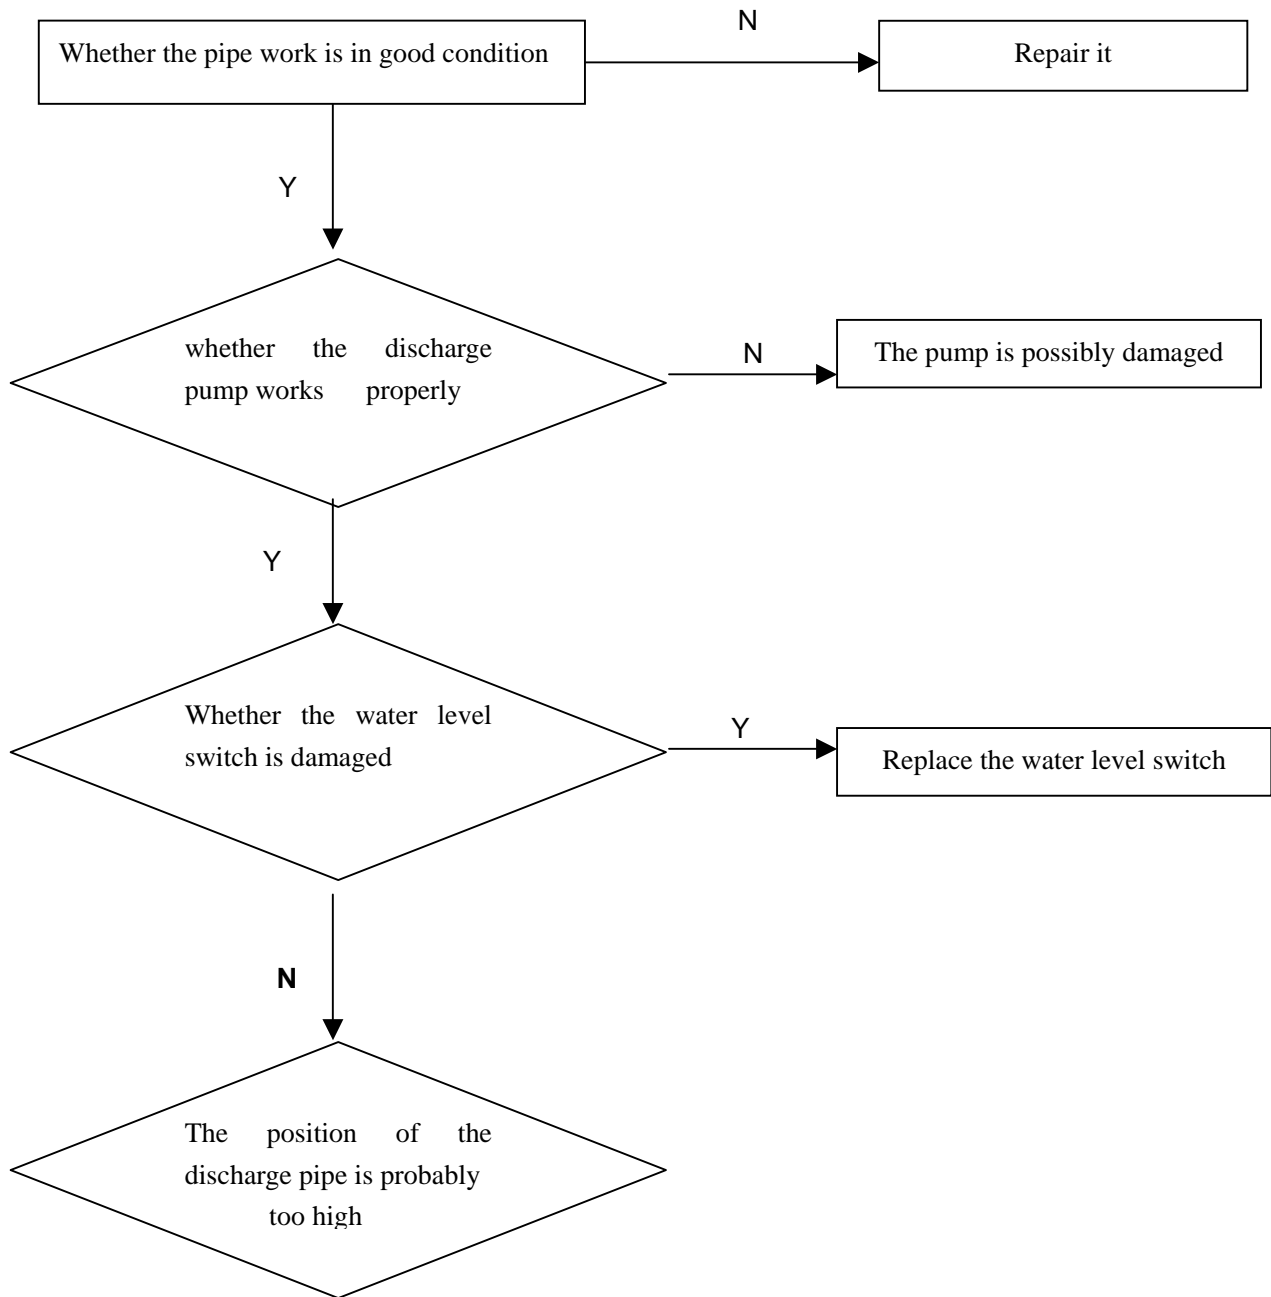 N
Whether the pipe work is in good condition
Repair it
Y
whether the discharge
pump works properly
N
The pump is possibly damaged
Y
Whether the water level
switch is damaged
Y
Replace the water level switch
N
The position of the
discharge pipe is probably
too high